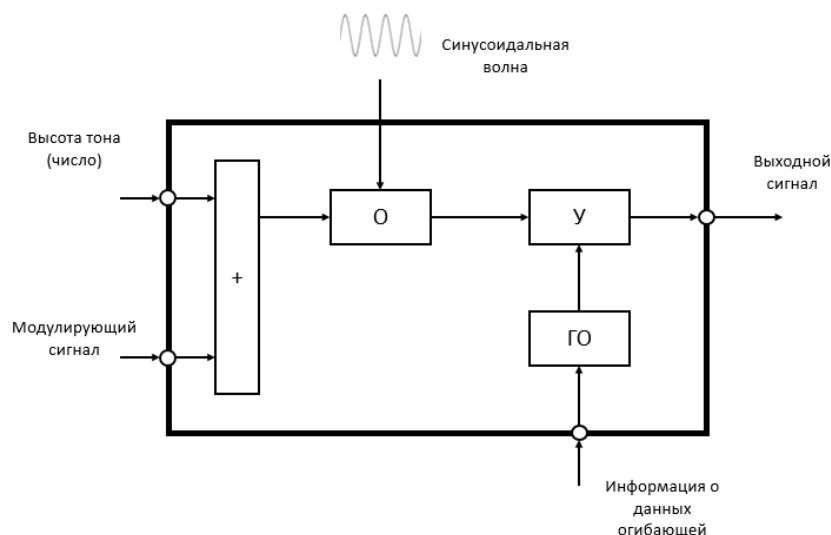 Синусоидальная
волна
Высота тона
(число)
Выходной
сигнал
О
У
+
Модулирующий
сигнал
ГО
Информация о
данных
огибающей